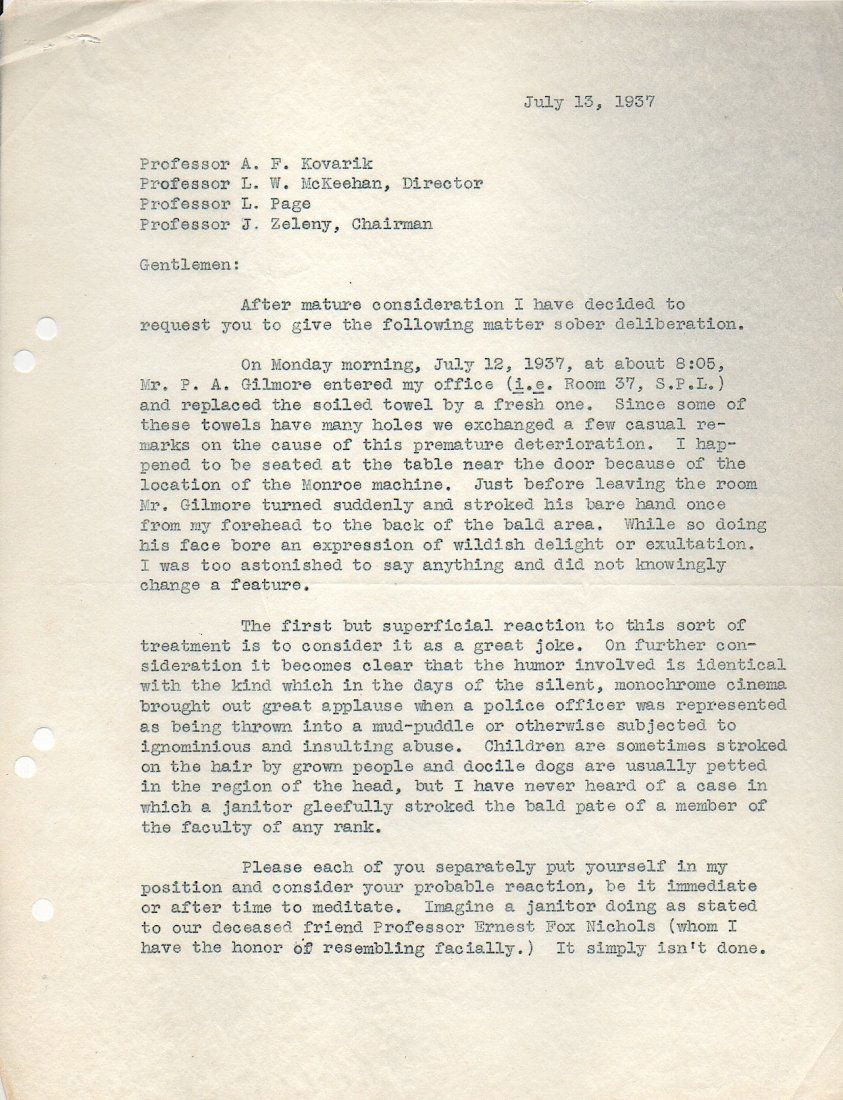 July 13, 1937
Professor A. F. Kovarik
Professor L. W. McKeehan, Director
Professor L. Page
Professor J. Zeleny, Chairman
Gentlemen:
After mature consideration I have decided to
request you to give the following matter sober deliberation.
On Monday morning, July 12, 1937, at about 8:05,
Mr. P. A. Gilmore entered my office (i.e. Room 37, S.P.L.)
and replaced the soiled towel by a fresh one. Since some of
these towels have many holes we exchanged a few casual re-
marks on the cause of this premature deterioration. I hap-
pened to be seated at the table near the door because of the
location of the Monroe machine. Just before leaving the room
Mr. Gilmore turned suddenly and stroked his bare hand once
from my forehead to the back of the bald area. While so doing
his face bore an expression of wildish delight or exultation.
I was too astonished to say anything and did not knowingly
change a feature.
The first but superficial reaction to this sort of
treatment is to consider it as a great joke. On further con-
sideration it becomes clear that the humor involved is identical
with the kind which in the days of the silent, monochrome cinema
brought out great applause when a police officer was represented
as being thrown into a mud-puddle or otherwise subjected to
ignominious and insulting abuse. Children are sometimes stroked
on the hair by grown people and docile dogs are usually petted
in the region of the head, but I have never heard of a case in
which a janitor gleefully stroked the bald pate of a member of
the faculty of any rank.
Please each of you separately put yourself in my
position and consider your probable reaction, be it immediate
or after time to meditate. Imagine a janitor doing as stated
to our deceased friend Professor Ernest Fox Nichols (whom I
have the honor of resembling facially.) It simply isn't done.